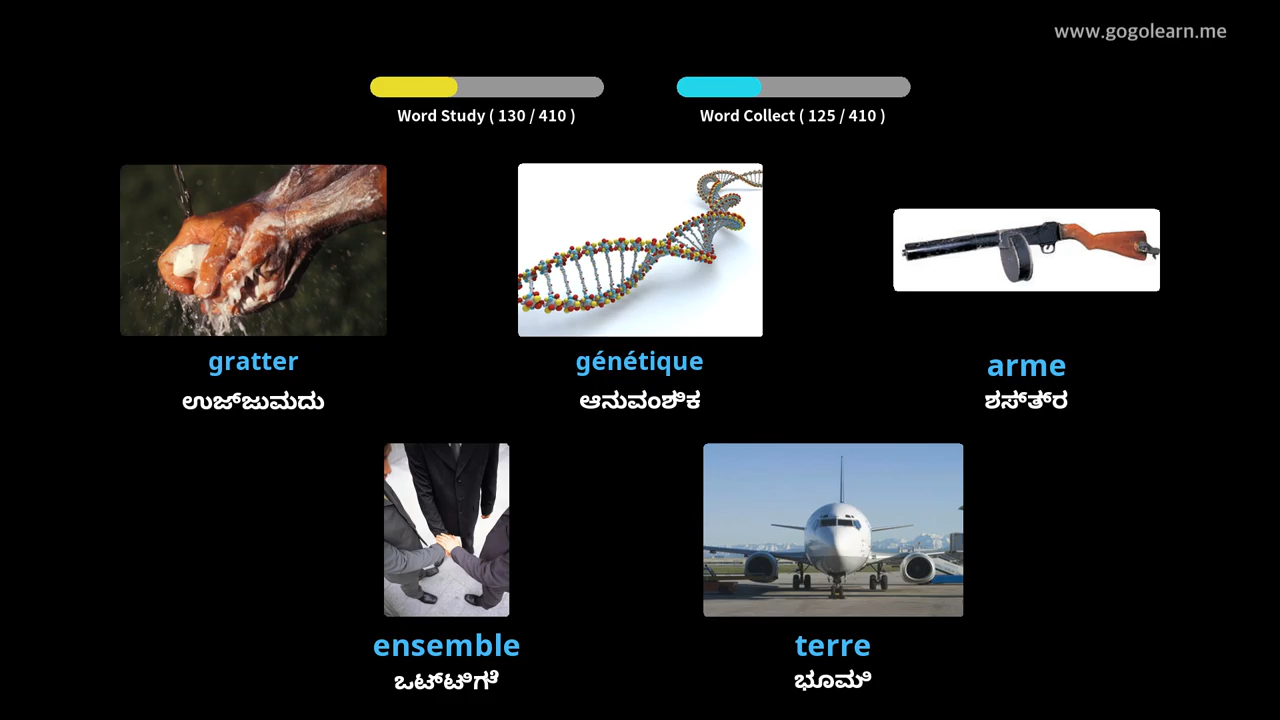 www.gogolearn.me
Word Study ( 130 / 410 )
Word Collect ( 125 / 410 )
gratter
ಉಜ್ಜುಮದು
génétique
ಆನುವಂಶಿಕ
arme
ಶಸ್ತ್ರ
ensemble
ಒಟ್ಟಿಗೆ
terre
ಭೂಮಿ